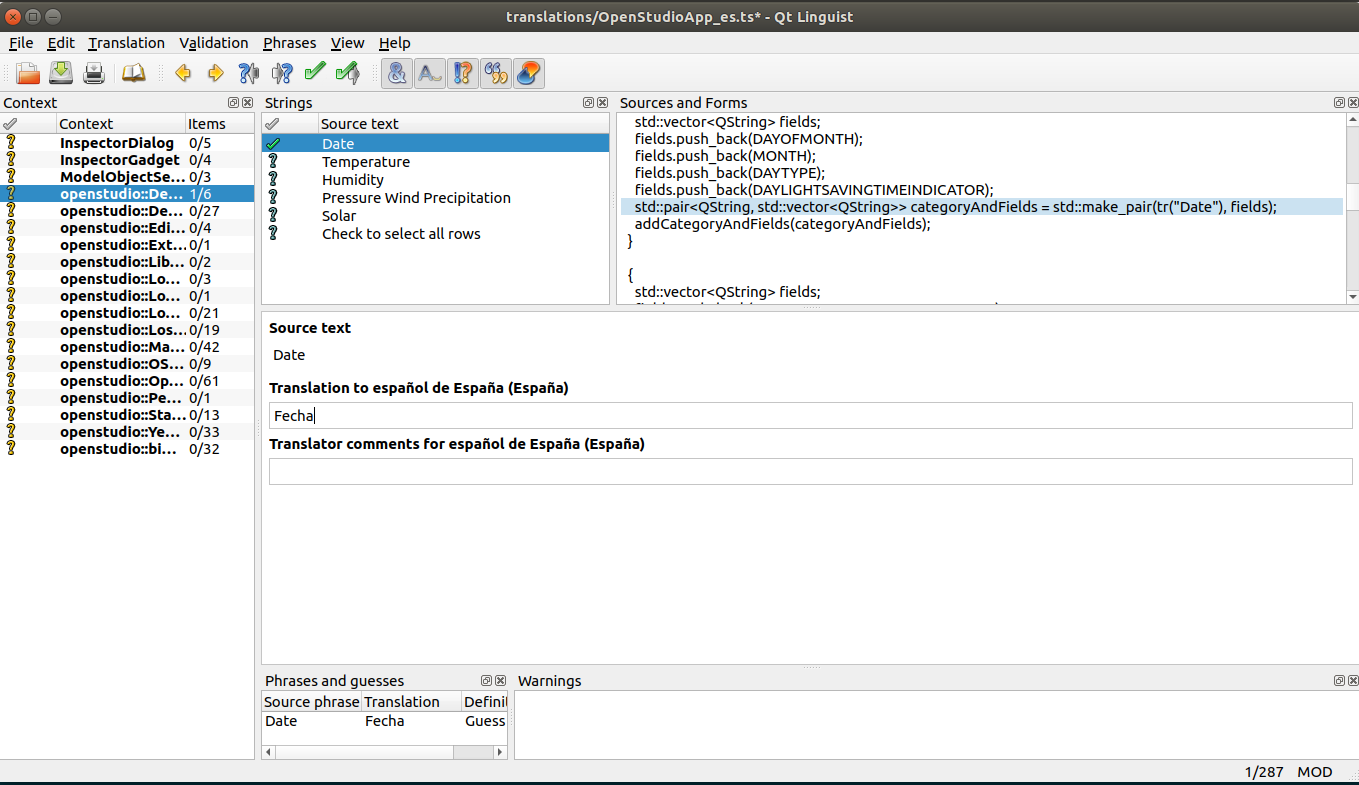 translations/OpenStudioApp_es.ts* - Qt Linguist
File Edit Translation Validation Phrases View Help
Context
Context Items
InspectorDialog 0/5
InspectorGadget 0/4
ModelObjectSe... 0/3
openstudio::De... 1/6
openstudio::De... 0/27
openstudio::Edi... 0/4
openstudio::Ext... 0/1
openstudio::Lib... 0/2
openstudio::Lo... 0/3
openstudio::Lo... 0/1
openstudio::Lo... 0/21
openstudio::Los... 0/19
openstudio::Ma... 0/42
openstudio::OS... 0/9
openstudio::Op... 0/61
openstudio::Pe... 0/1
openstudio::Sta... 0/13
openstudio::Ye... 0/33
openstudio::bi... 0/32
Strings
Source text
Date
Temperature
Humidity
Pressure Wind Precipitation
Solar
Check to select all rows
Sources and Forms
std::vector<QString> fields;
fields.push_back(DAYOFMONTH);
fields.push_back(MONTH);
fields.push_back(DAYTYPE);
fields.push_back(DAYLIGHTSAVINGTIMEINDICATOR);
std::pair<QString, std::vector<QString>> categoryAndFields = std::make_pair(tr("Date"), fields);
addCategoryAndFields(categoryAndFields);
}
{
std::vector<QString> fields;
Source text
Date
Translation to español de España (España)
Fecha
Translator comments for español de España (España)
Phrases and guesses
Source phrase Translation Defini
Date Fecha Guess
Warnings
1/287 MOD